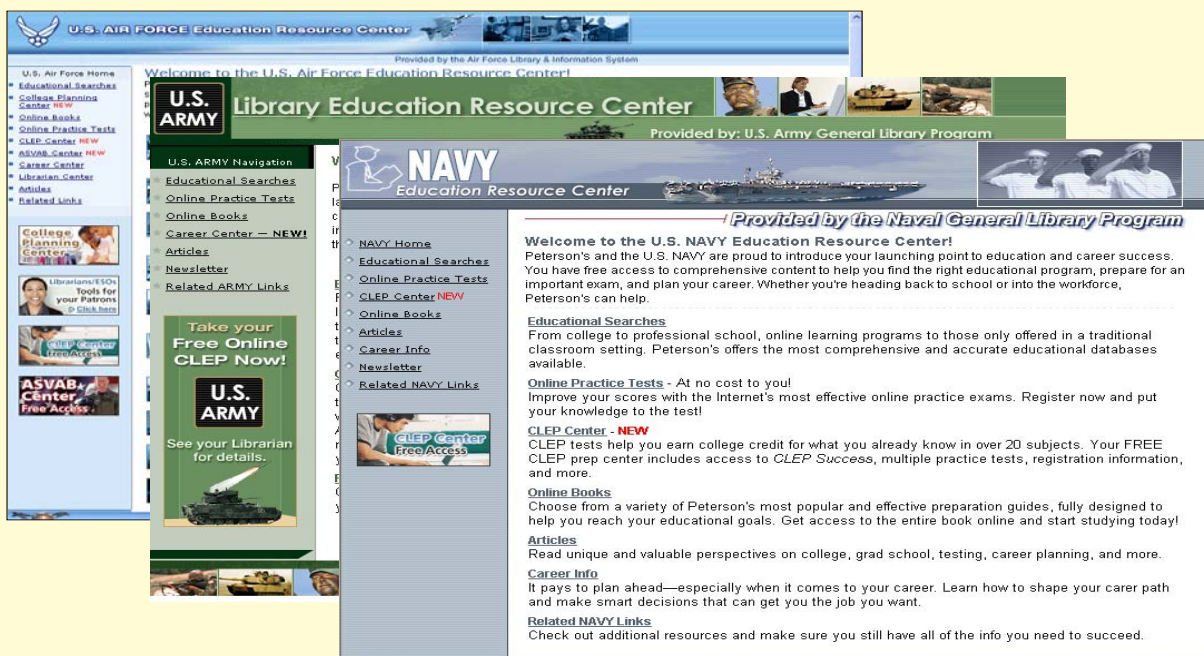 U.S. AIR FORCE Education Resource Center
Provided by the Air Force Library & Information System
U.S. Air Force Home
Educational Searches
College Planning
Center NEW
Online Books
Online Practice Tests
CLEP Center NEW
ASVAB Center NEW
Career Center
Librarian Center
Articles
Related Links
College
Planning
Center
Librarians/ESOs
Tools for
your Patrons
Click here
CLEP Center
Free Access
ASVAB
Center
Free Access
Welcome to the U.S. Air Force Education Resource Center!
U.S.
ARMY
Library Education Resource Center
Provided by: U.S. Army General Library Program
U.S. ARMY Navigation
Educational Searches
Online Practice Tests
Online Books
Career Center — NEW!
Articles
Newsletter
Related ARMY Links
Take your
Free Online
CLEP Now!
U.S.
ARMY
See your Librarian
for details.
NAVY
Education Resource Center
Provided by the Naval General Library Program
NAVY Home
Educational Searches
Online Practice Tests
CLEP Center NEW
Online Books
Articles
Career Info
Newsletter
Related NAVY Links
CLEP Center
Free Access
Welcome to the U.S. NAVY Education Resource Center!
Peterson's and the U.S. NAVY are proud to introduce your launching point to education and career success.
You have free access to comprehensive content to help you find the right educational program, prepare for an
important exam, and plan your career. Whether you're heading back to school or into the workforce,
Peterson's can help.
Educational Searches
From college to professional school, online learning programs to those only offered in a traditional
classroom setting. Peterson's offers the most comprehensive and accurate educational databases
available.
Online Practice Tests - At no cost to you!
Improve your scores with the Internet's most effective online practice exams. Register now and put
your knowledge to the test!
CLEP Center - NEW
CLEP tests help you earn college credit for what you already know in over 20 subjects. Your FREE
CLEP prep center includes access to CLEP Success, multiple practice tests, registration information,
and more.
Online Books
Choose from a variety of Peterson's most popular and effective preparation guides, fully designed to
help you reach your educational goals. Get access to the entire book online and start studying today!
Articles
Read unique and valuable perspectives on college, grad school, testing, career planning, and more.
Career Info
It pays to plan ahead—especially when it comes to your career. Learn how to shape your carer path
and make smart decisions that can get you the job you want.
Related NAVY Links
Check out additional resources and make sure you still have all of the info you need to succeed.